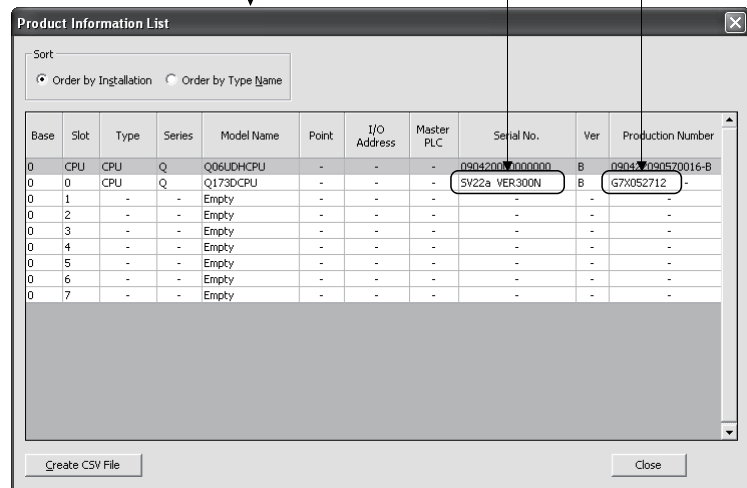 Product Information List
Sort
Order by Installation Order by Type Name
Base Slot Type Series Model Name Point I/O Address Master PLC Serial No. Ver Production Number
0 CPU CPU Q Q06UDHCPU - - - B
0 0 CPU Q Q173DCPU - - - SV22a VER300N B G7X052712 -
0 1 - - Empty - - - - - -
0 2 - - Empty - - - - - -
0 3 - - Empty - - - - - -
0 4 - - Empty - - - - - -
0 5 - - Empty - - - - - -
0 6 - - Empty - - - - - -
0 7 - - Empty - - - - - -
Create CSV File Close